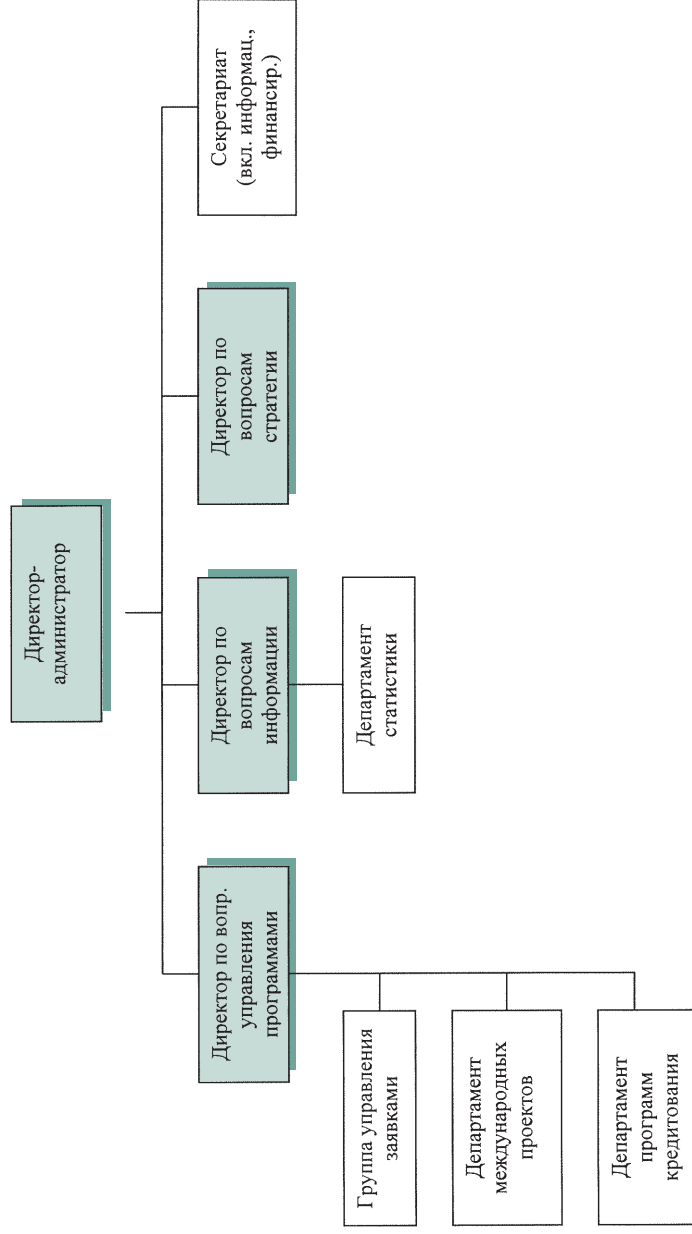 Директор-
администратор
Директор по вопр.
управления
программами
Директор по
вопросам
информации
Директор по
вопросам
стратегии
Секретариат
(вкл. информац.,
финансир.)
Группа управления
заявками
Департамент
международных
проектов
Департамент
программ
кредитования
Департамент
статистики